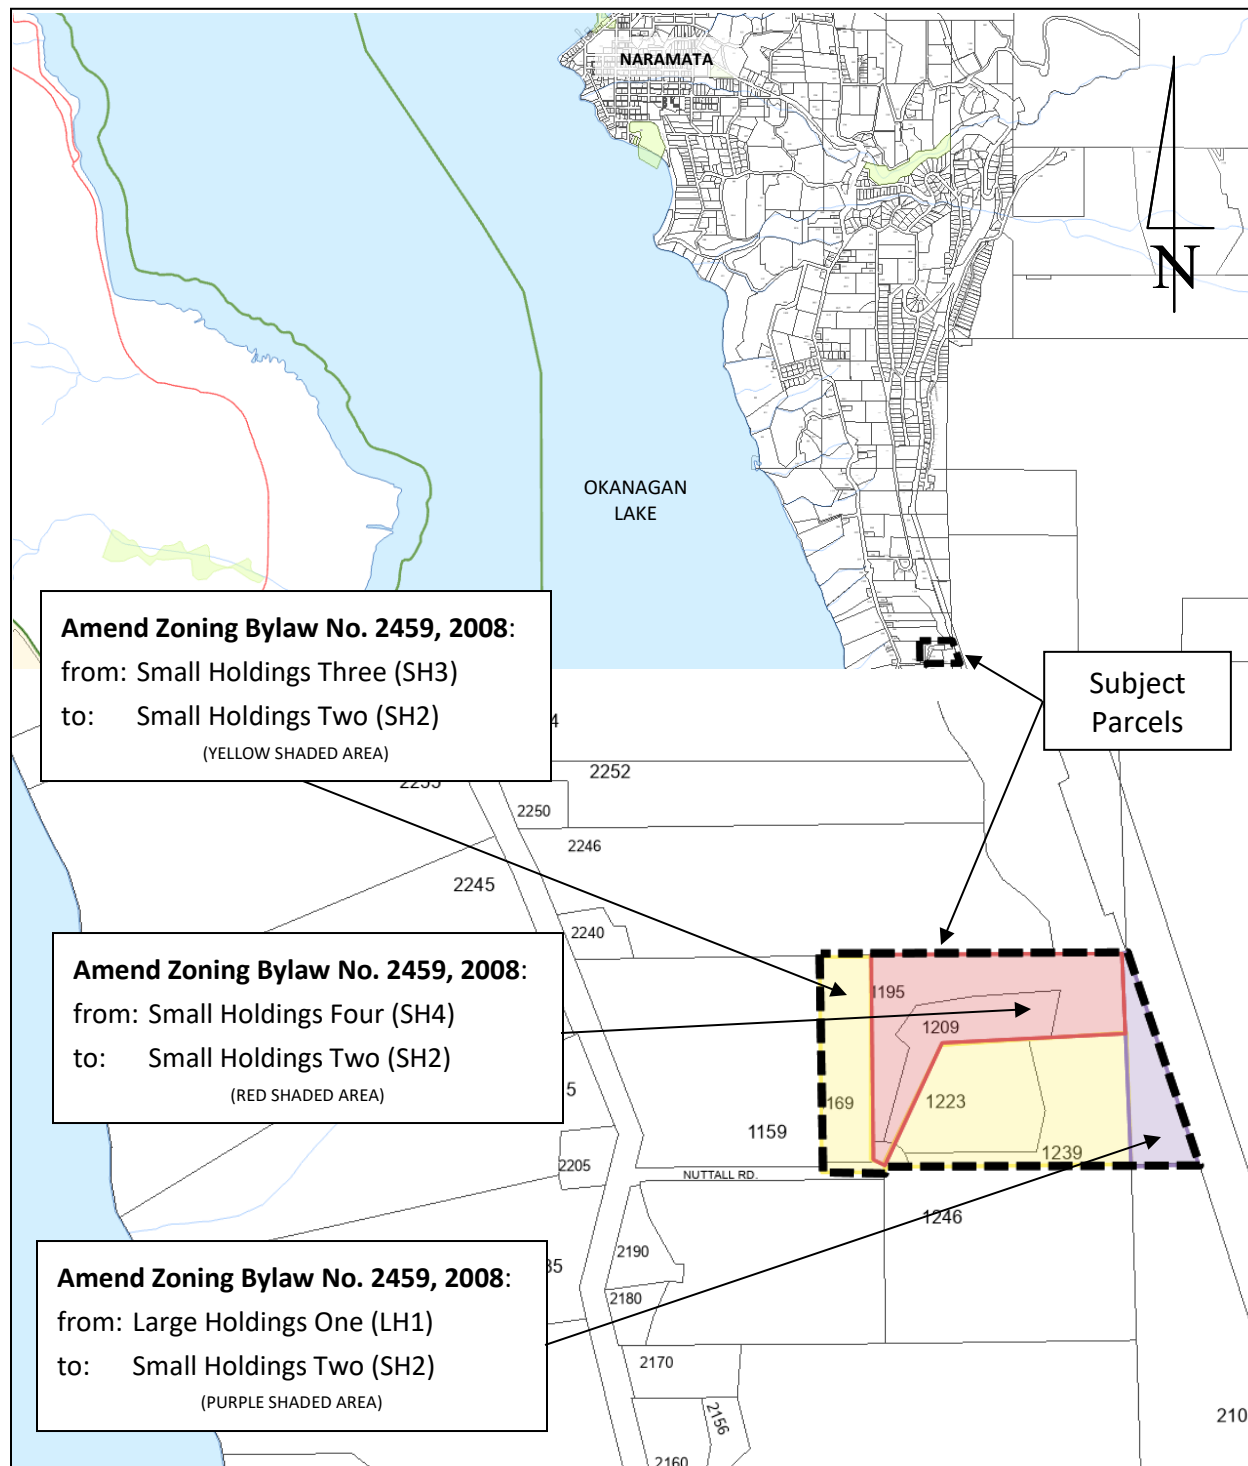 NARAMATA
N
OKANAGAN
LAKE
Amend Zoning Bylaw No. 2459, 2008:
from: Small Holdings Three (SH3)
to: Small Holdings Two (SH2)
(YELLOW SHADED AREA)
Subject
Parcels
4
2252
2250
2246
2245
2240
Amend Zoning Bylaw No. 2459, 2008:
from: Small Holdings Four (SH4)
to: Small Holdings Two (SH2)
(RED SHADED AREA)
1195
1209
5
169
1223
1159
1239
2205
NUTTALL RD.
1246
Amend Zoning Bylaw No. 2459, 2008:
from: Large Holdings One (LH1)
to: Small Holdings Two (SH2)
(PURPLE SHADED AREA)
2190
35
2180
2170
2156
210
2160